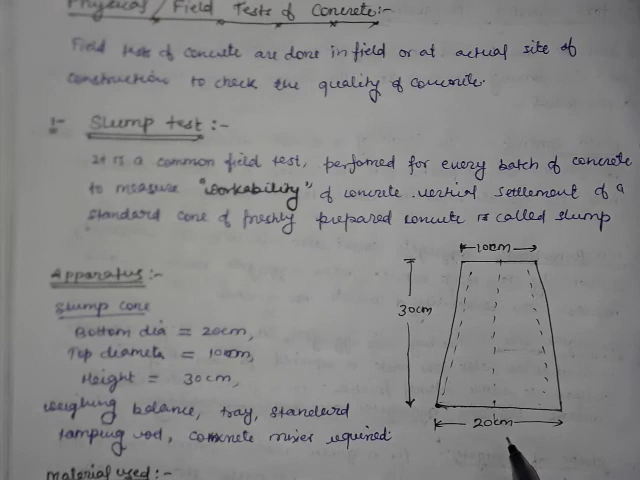 Physical / Field Tests of Concrete:-
Field tests of concrete are done in field or at actual site of
construction to check the quality of concrete.
1- Slump test:-
It is a common field test, perfomed for every batch of concrete
to measure "workability" of concrete. vertical settlement of a
standard cone of freshly prepared concrete is called slump
Apparatus:-
Slump cone
Bottom dia = 20cm,
Top diameter = 10cm,
Height = 30cm,
weighing balance, tray, standard
tamping rod, concrete mixer required
10cm
30cm
20cm
Material used:-